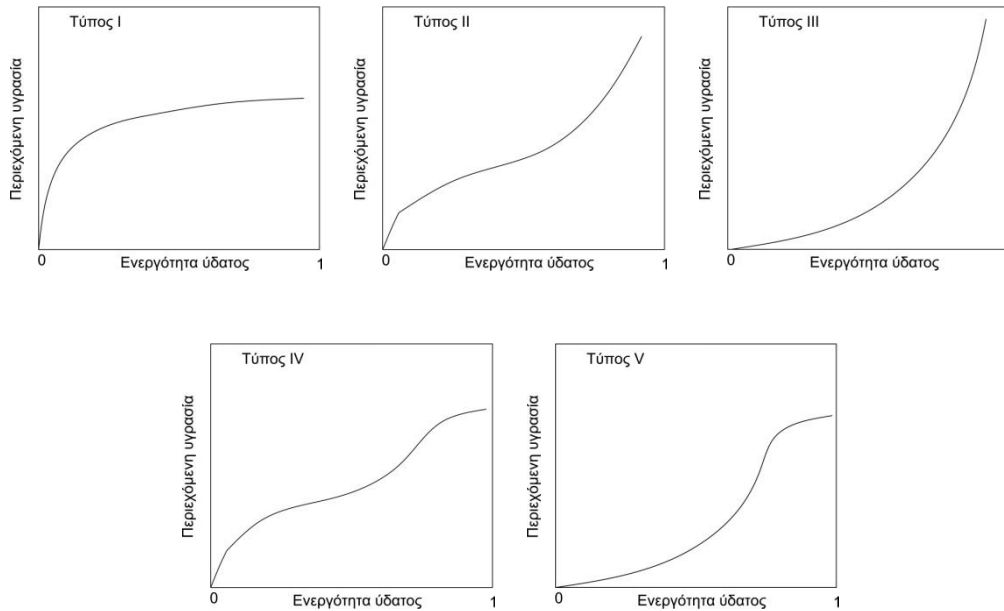 Τύπος I
Περιεχόμενη υγρασία
0
Ενεργότητα ύδατος
1
Τύπος II
Περιεχόμενη υγρασία
0
Ενεργότητα ύδατος
1
Τύπος III
Περιεχόμενη υγρασία
0
Ενεργότητα ύδατος
Τύπος IV
Περιεχόμενη υγρασία
0
Ενεργότητα ύδατος
1
Τύπος V
Περιεχόμενη υγρασία
0
Ενεργότητα ύδατος
1